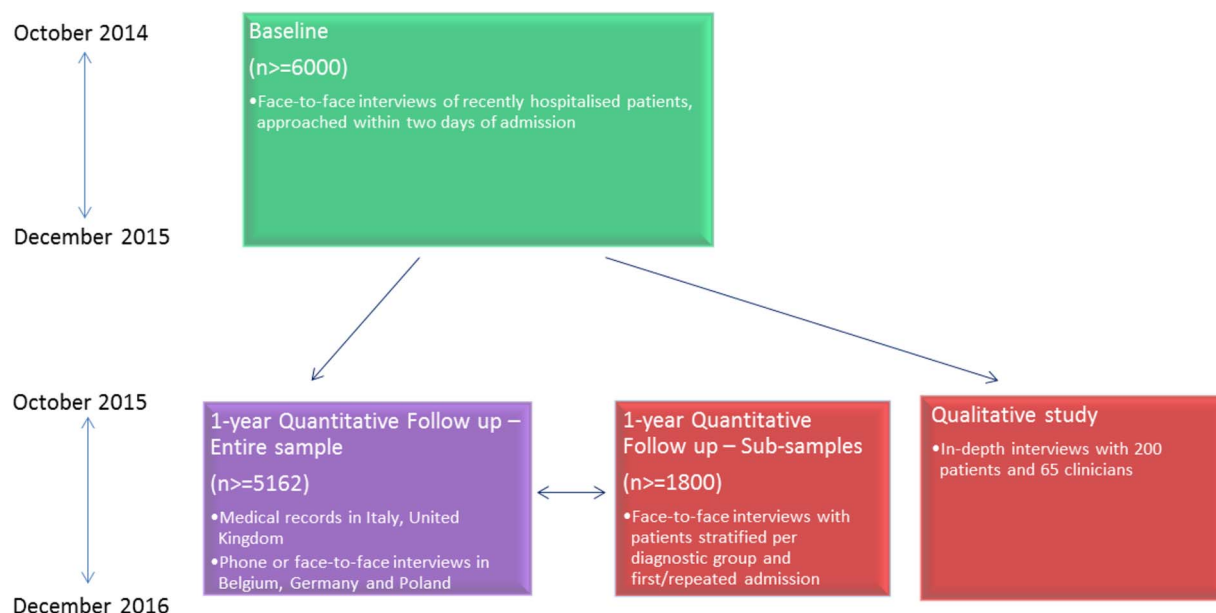 October 2014
Baseline
(n>=6000)
•Face-to-face interviews of recently hospitalised patients,
approached within two days of admission
December 2015
October 2015
1-year Quantitative Follow up –
Entire sample
(n>=5162)
•Medical records in Italy, United
Kingdom
•Phone or face-to-face interviews in
Belgium, Germany and Poland
1-year Quantitative
Follow up – Sub-samples
(n>=1800)
•Face-to-face interviews with
patients stratified per
diagnostic group and
first/repeated admission
Qualitative study
•In-depth interviews with 200
patients and 65 clinicians
December 2016